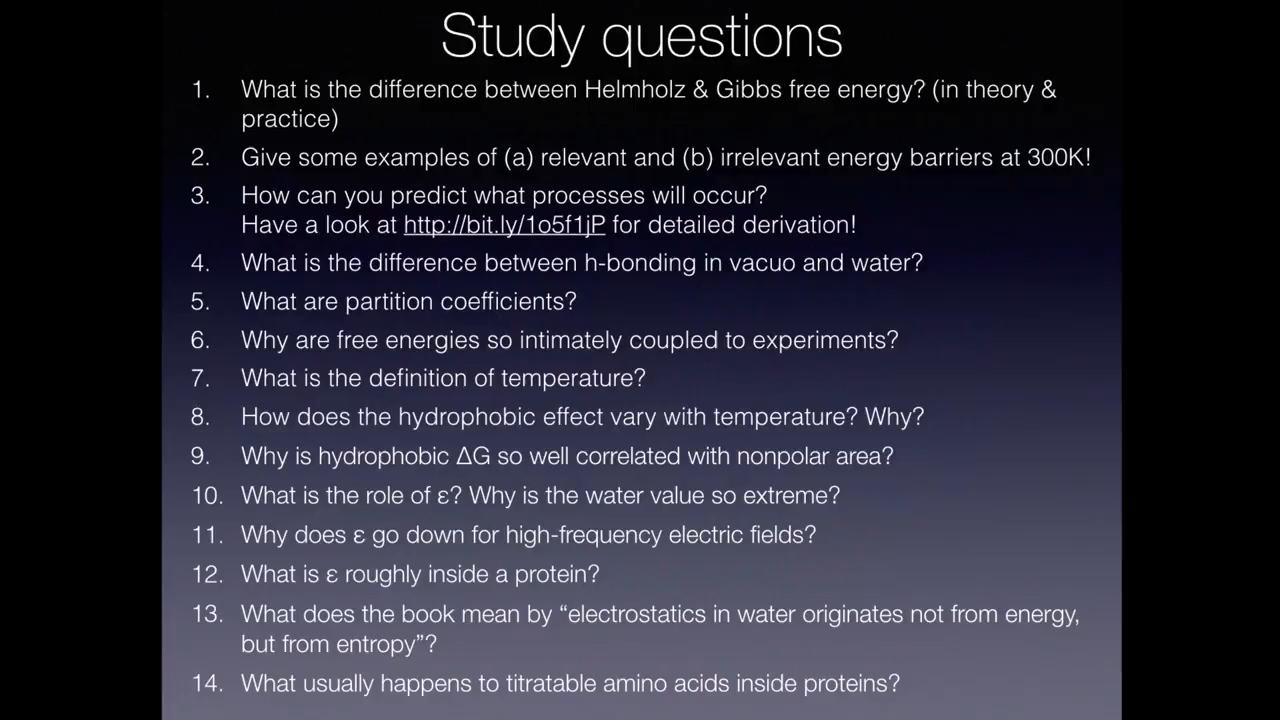 Study questions
1. What is the difference between Helmholz & Gibbs free energy? (in theory &
practice)
2. Give some examples of (a) relevant and (b) irrelevant energy barriers at 300K!
3. How can you predict what processes will occur?
Have a look at http://bit.ly/1o5f1jP for detailed derivation!
4. What is the difference between h-bonding in vacuo and water?
5. What are partition coefficients?
6. Why are free energies so intimately coupled to experiments?
7. What is the definition of temperature?
8. How does the hydrophobic effect vary with temperature? Why?
9. Why is hydrophobic ΔG so well correlated with nonpolar area?
10. What is the role of ε? Why is the water value so extreme?
11. Why does ε go down for high-frequency electric fields?
12. What is ε roughly inside a protein?
13. What does the book mean by “electrostatics in water originates not from energy,
but from entropy”?
14. What usually happens to titratable amino acids inside proteins?